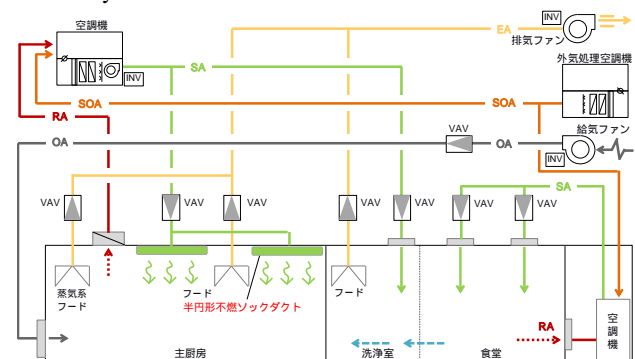 空調機
INV
SA
EA
INV
排気ファン
外気処理空調機
SOA
SOA
RA
OA
VAV
OA
給気ファン
INV
SA
VAV
VAV
VAV
VAV
VAV
VAV
VAV
蒸気系
フード
フード
半円形不燃ソックダクト
フード
RA
空
調
機
主厨房
洗浄室
食堂